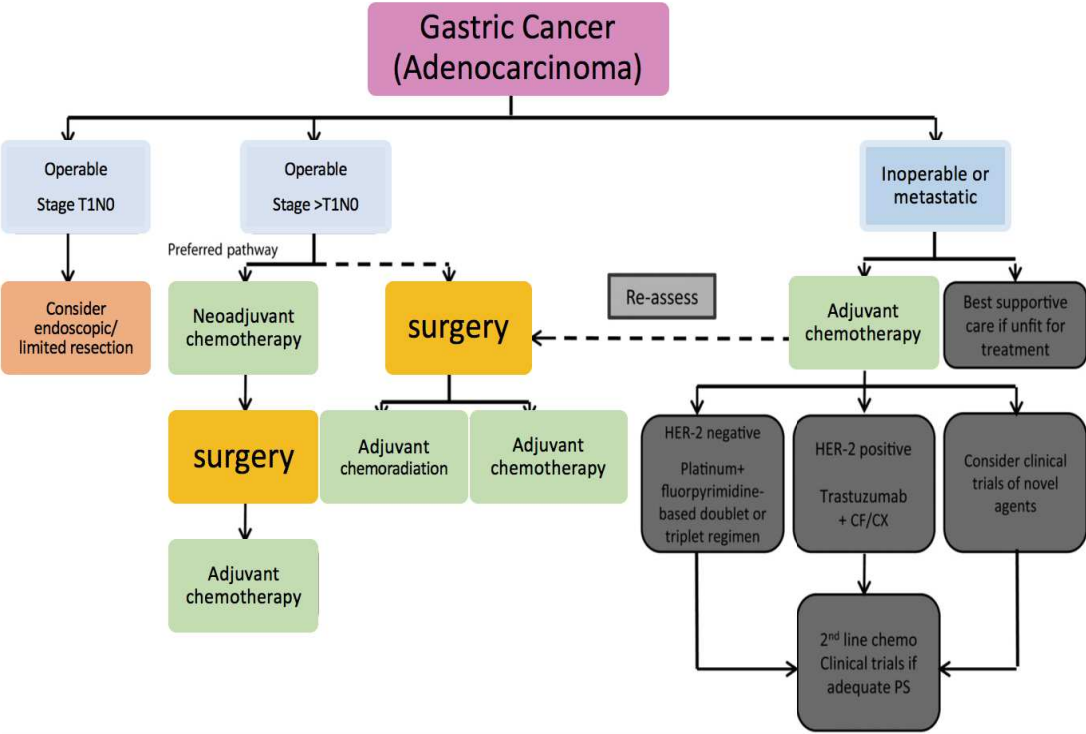 Gastric Cancer
(Adenocarcinoma)
Operable
Stage T1N0
Operable
Stage >T1N0
Inoperable or
metastatic
Preferred pathway
Consider
endoscopic/
limited resection
Neoadjuvant
chemotherapy
surgery
Re-assess
Adjuvant
chemotherapy
Best supportive
care if unfit for
treatment
surgery
Adjuvant
chemoradiation
Adjuvant
chemotherapy
HER-2 negative
Platinum+
fluorpyrimidine-
based doublet or
triplet regimen
HER-2 positive
Trastuzumab
+ CF/CX
Consider clinical
trials of novel
agents
Adjuvant
chemotherapy
2nd line chemo
Clinical trials if
adequate PS